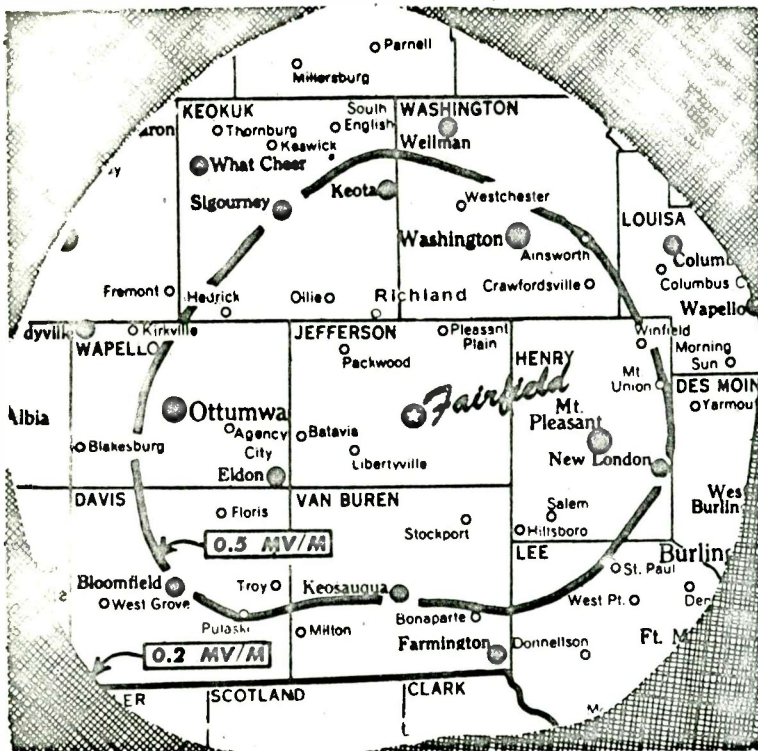 Parnell
Millersburg
KEOKUK
South
English
WASHINGTON
Thornburg
Keswick
Wellman
What Cheer
Sigourney
Keota
Westchester
LOUISA
Washington
Ainsworth
Columbus C
Crawfordsville
Fremont
Hedrick
Ollie
Richland
Wapello
Kirkville
WAPELLO
JEFFERSON
Pleasant
Plain
Winfield
Packwood
HENRY
Morning
Sun
Mt
Union
DES MOIN
Fairfield
Mt.
Pleasant
Yarmou
Albia
Ottumwa
Agency
City
Batavia
Blakesburg
Libertyville
New London
Eldon
DAVIS
VAN BUREN
Wes
Burlin
Floris
Salem
Stockport
Hillsboro
0.5 MV/M
LEE
Burling
St. Paul
Bloomfield
Troy
Keosauqua
West Grove
West Pt.
Pulaski
Bonaparte
Milton
Farmington
Donnellson
Ft. M
0.2 MV/M
SCOTLAND
CLARK